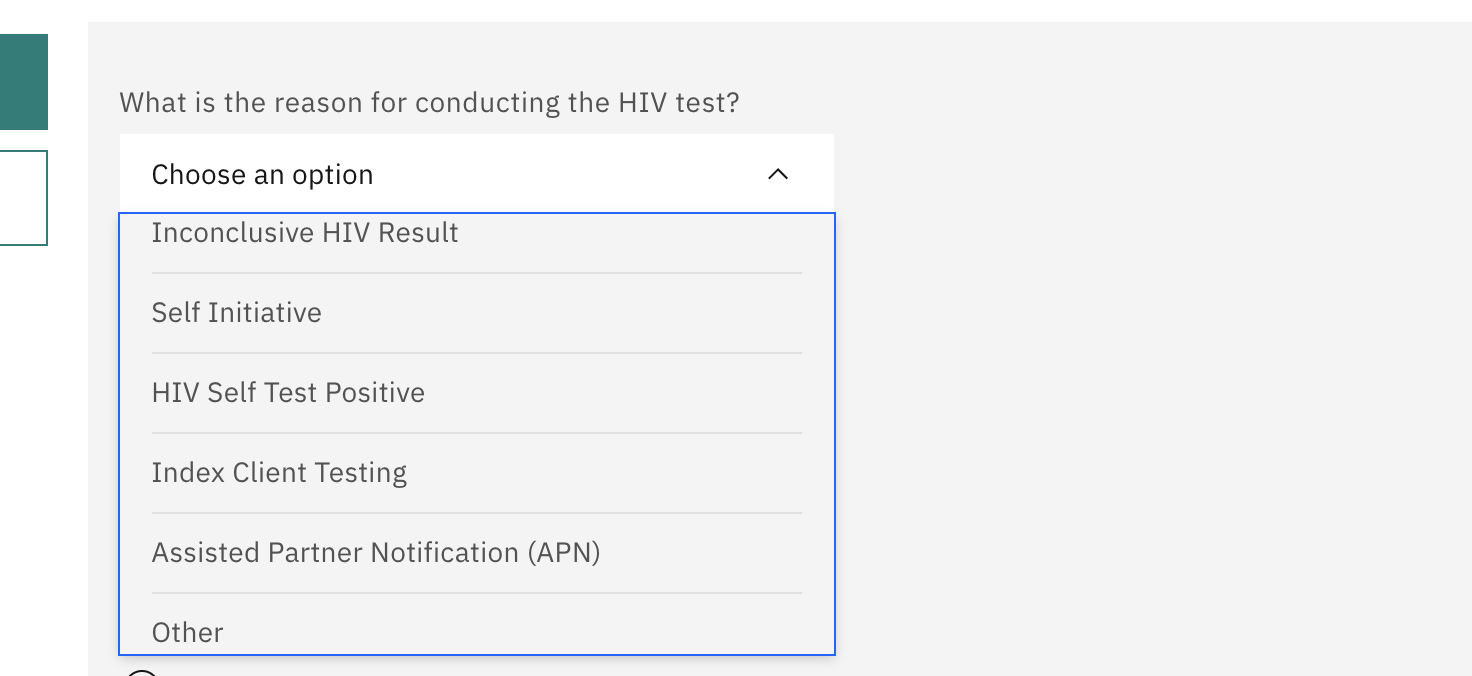 What is the reason for conducting the HIV test?
Choose an option
Inconclusive HIV Result
Self Initiative
HIV Self Test Positive
Index Client Testing
Assisted Partner Notification (APN)
Other